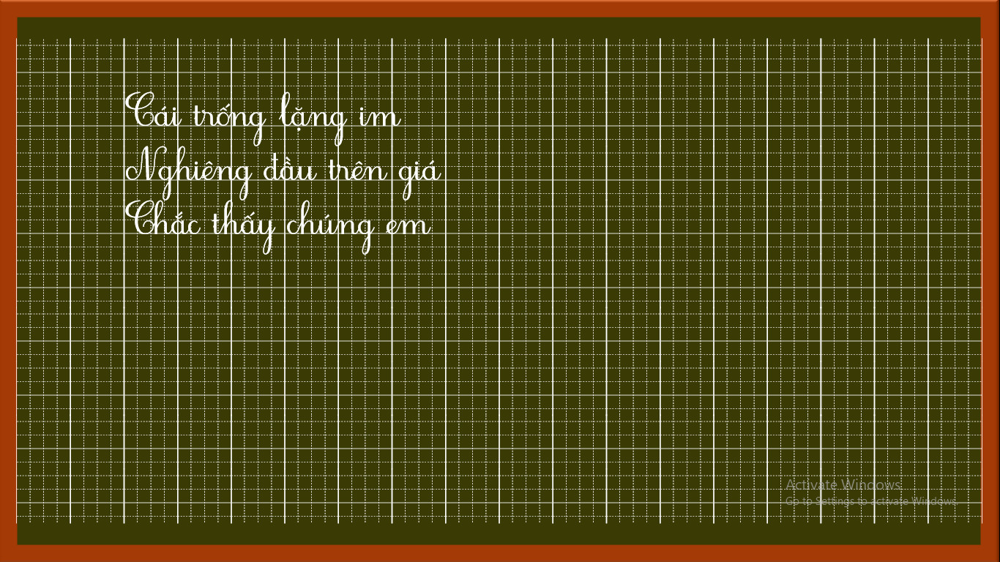 Cái trống lặng im
Nghiêng đầu trên giá
Chắc thấy chúng em
Activate Windows
Go to Settings to activate Windows.